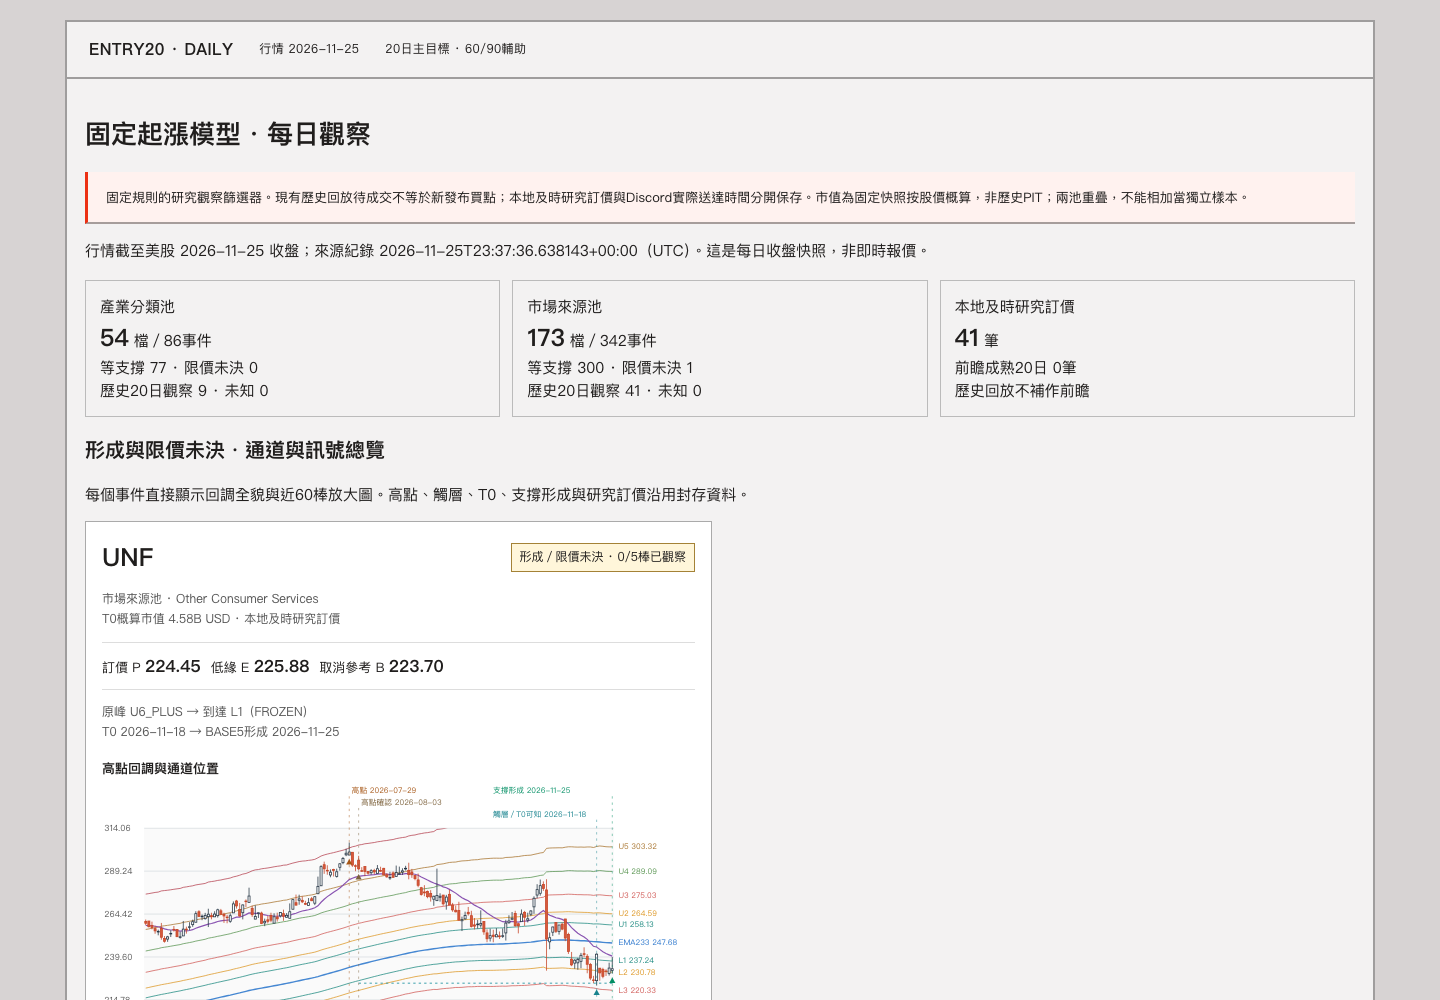 ENTRY20 · DAILY 行情 2026-11-25 20日主目標 · 60/90輔助
固定起漲模型 · 每日觀察
固定規則的研究觀察篩選器。現有歷史回放待成交不等於新發布買點；本地及時研究訂價與Discord實際送達時間分開保存。市值為固定快照按股價概算，非歷史PIT；兩池重疊，不能相加當獨立樣本。
行情截至美股 2026-11-25 收盤；來源紀錄 2026-11-25T23:37:36.638143+00:00（UTC）。這是每日收盤快照，非即時報價。
產業分類池
54 檔 / 86事件
等支撐 77 · 限價未決 0
歷史20日觀察 9 · 未知 0
市場來源池
173 檔 / 342事件
等支撐 300 · 限價未決 1
歷史20日觀察 41 · 未知 0
本地及時研究訂價
41 筆
前瞻成熟20日 0筆
歷史回放不補作前瞻
形成與限價未決 · 通道與訊號總覽
每個事件直接顯示回調全貌與近60棒放大圖。高點、觸層、T0、支撐形成與研究訂價沿用封存資料。
UNF
形成 / 限價未決 · 0/5棒已觀察
市場來源池 · Other Consumer Services
T0概算市值 4.58B USD · 本地及時研究訂價
訂價 P 224.45 低緣 E 225.88 取消參考 B 223.70
原峰 U6_PLUS → 到達 L1（FROZEN）
T0 2026-11-18 → BASE5形成 2026-11-25
高點回調與通道位置
高點 2026-07-29
支撐形成 2026-11-25
高點確認 2026-08-03
觸層 / T0可知 2026-11-18
314.06
289.24
264.42
239.60
214.78
U5 303.32
U4 289.09
U3 275.03
U2 264.59
U1 258.13
EMA233 247.68
L1 237.24
L2 230.78
L3 220.33